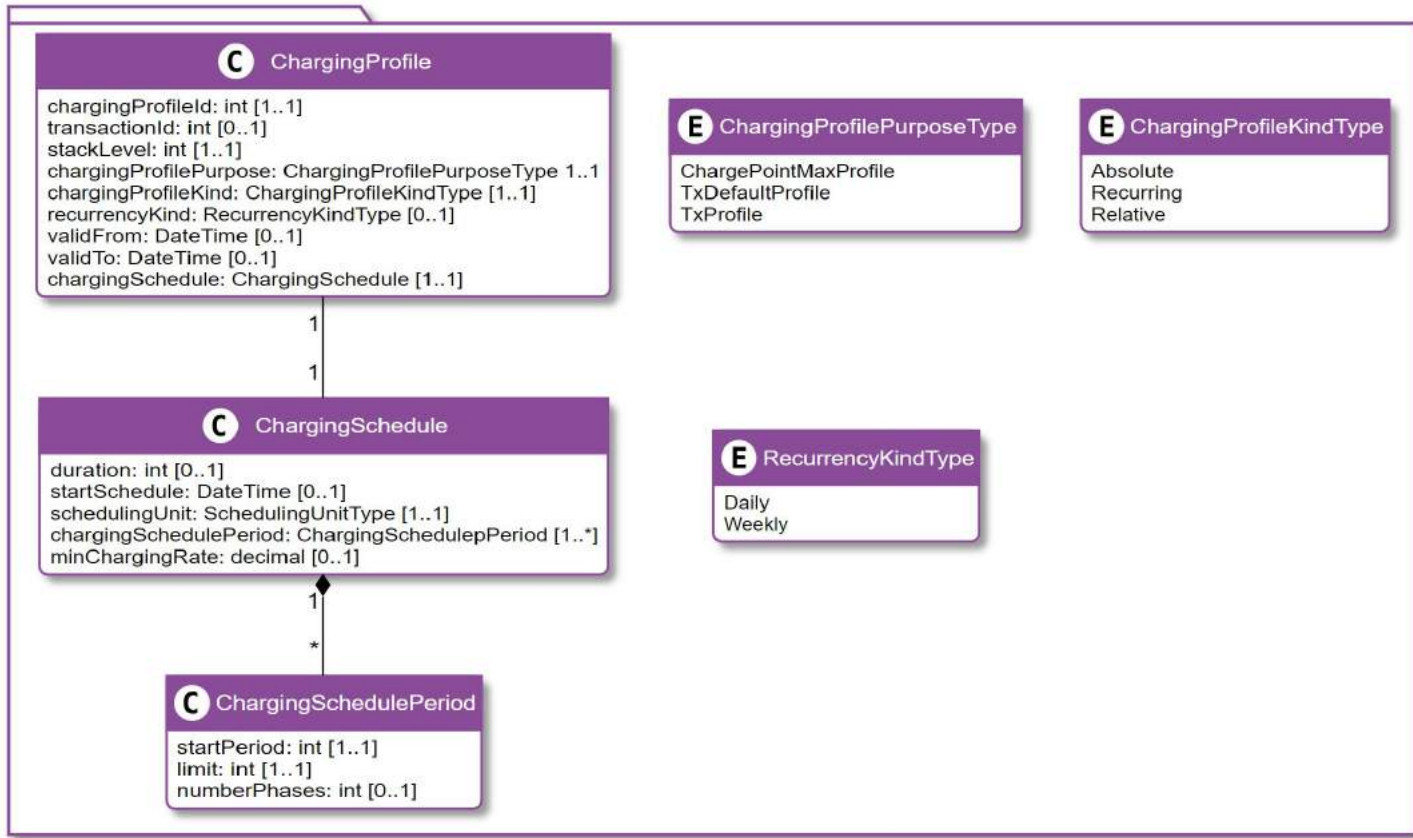 C ChargingProfile
chargingProfileId: int [1..1]
transactionId: int [0..1]
stackLevel: int [1..1]
chargingProfilePurpose: ChargingProfilePurposeType 1..1
chargingProfileKind: ChargingProfileKindType [1..1]
recurrencyKind: RecurrencyKindType [0..1]
validFrom: DateTime [0..1]
validTo: DateTime [0..1]
chargingSchedule: ChargingSchedule [1..1]
E ChargingProfilePurposeType
ChargePointMaxProfile
TxDefaultProfile
TxProfile
E ChargingProfileKindType
Absolute
Recurring
Relative
1
1
C ChargingSchedule
duration: int [0..1]
startSchedule: DateTime [0..1]
schedulingUnit: SchedulingUnitType [1..1]
chargingSchedulePeriod: ChargingSchedulepPeriod [1..*]
minChargingRate: decimal [0..1]
E RecurrencyKindType
Daily
Weekly
1
*
C ChargingSchedulePeriod
startPeriod: int [1..1]
limit: int [1..1]
numberPhases: int [0..1]